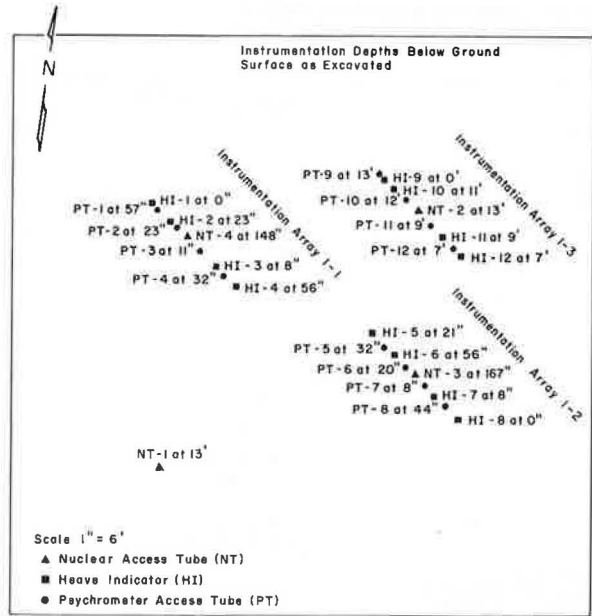 N
Instrumentation Depths Below Ground
Surface as Excavated
Instrumentation Array 1-1
HI-1 at 0"
PT-1 at 57"
HI-2 at 23"
PT-2 at 23"
NT-4 at 148"
PT-3 at 11"
HI-3 at 8"
PT-4 at 32"
HI-4 at 56"
Instrumentation Array 1-3
PT-9 at 13'
HI-9 at 0'
HI-10 at 11'
PT-10 at 12'
NT-2 at 13'
PT-11 at 9'
HI-11 at 9'
PT-12 at 7'
HI-12 at 7'
Instrumentation Array 1-2
HI-5 at 21"
PT-5 at 32"
HI-6 at 56"
PT-6 at 20"
NT-3 at 167"
PT-7 at 8"
HI-7 at 8"
PT-8 at 44"
HI-8 at 0"
NT-1 at 13'
Scale 1" = 6'
Nuclear Access Tube (NT)
Heave Indicator (HI)
Psychrometer Access Tube (PT)